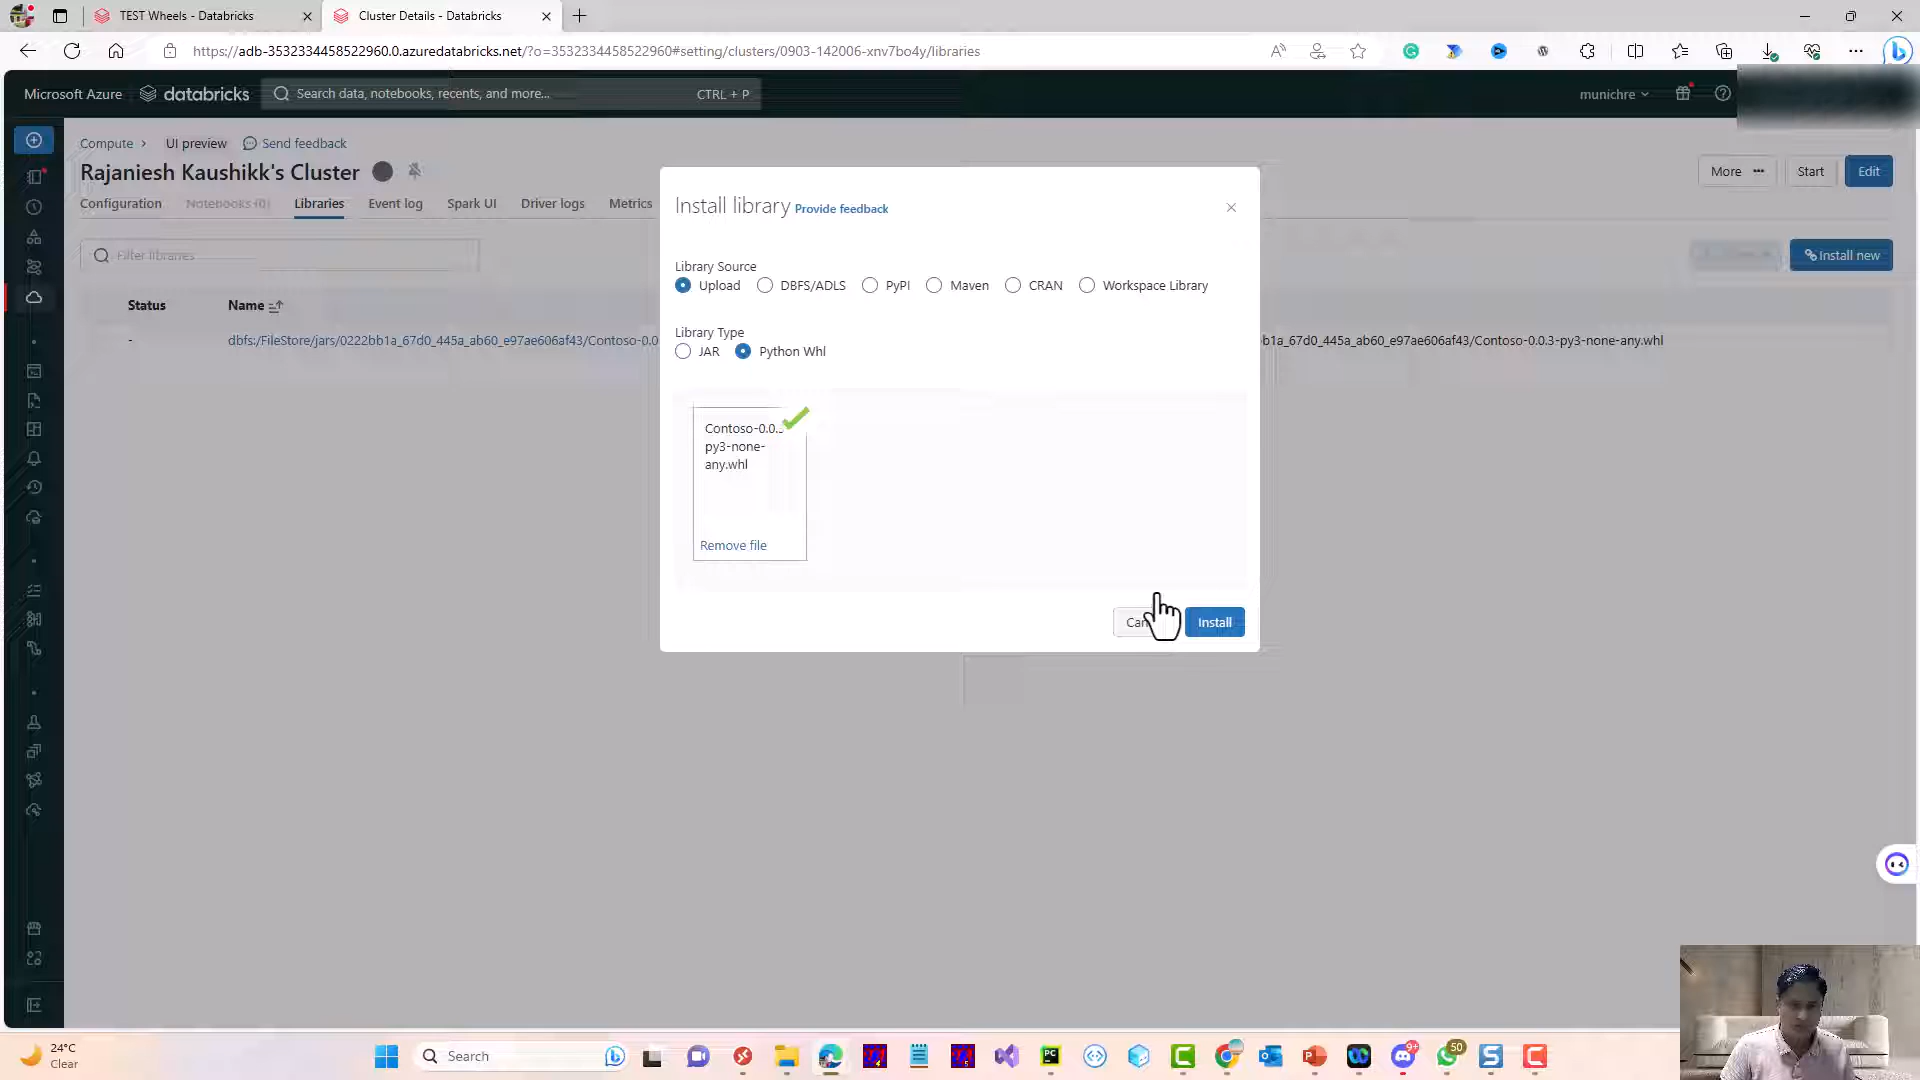 TEST Wheels - Databricks
Cluster Details - Databricks
https://adb-3532334458522960.0.azuredatabricks.net/?o=3532334458522960#setting/clusters/0903-142006-xnv7bo4y/libraries
Microsoft Azure databricks
Search data, notebooks, recents, and more... CTRL + P
munichre
Compute > UI preview Send feedback
Rajaniesh Kaushikk's Cluster
More ... Start Edit
Configuration Notebooks (0) Libraries Event log Spark UI Driver logs Metrics
Filter libraries
Install new
Status Name
- dbfs:/FileStore/jars/0222bb1a_67d0_445a_ab60_e97ae606af43/Contoso-0.0
b1a_67d0_445a_ab60_e97ae606af43/Contoso-0.0.3-py3-none-any.whl
Install library Provide feedback
Library Source
Upload DBFS/ADLS PyPI Maven CRAN Workspace Library
Library Type
JAR Python Whl
Contoso-0.0.
py3-none-
any.whl
Remove file
Can
Install
24°C
Clear
Search
9+
50